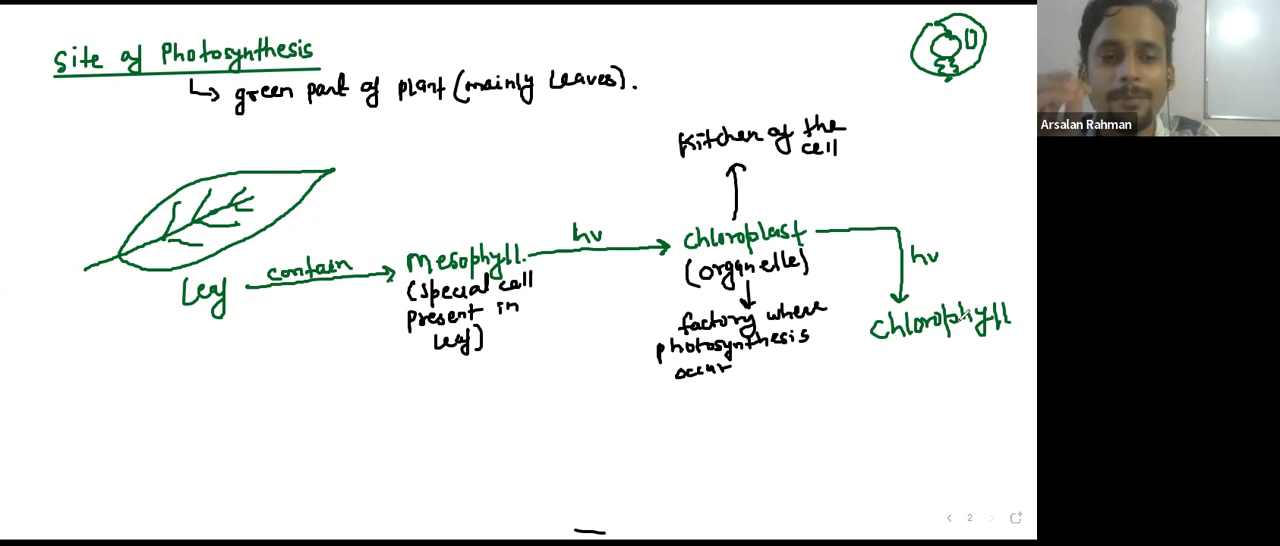 Site of Photosynthesis
green part of plant (mainly Leaves).
Arsalan Rahman
Kitchen of the
cell
Leaf
contain
Mesophyll.
(special cell
present in
leaf)
hv
chloroplast
(organelle)
factory where
photosynthesis
occur
hv
chlorophyll
2